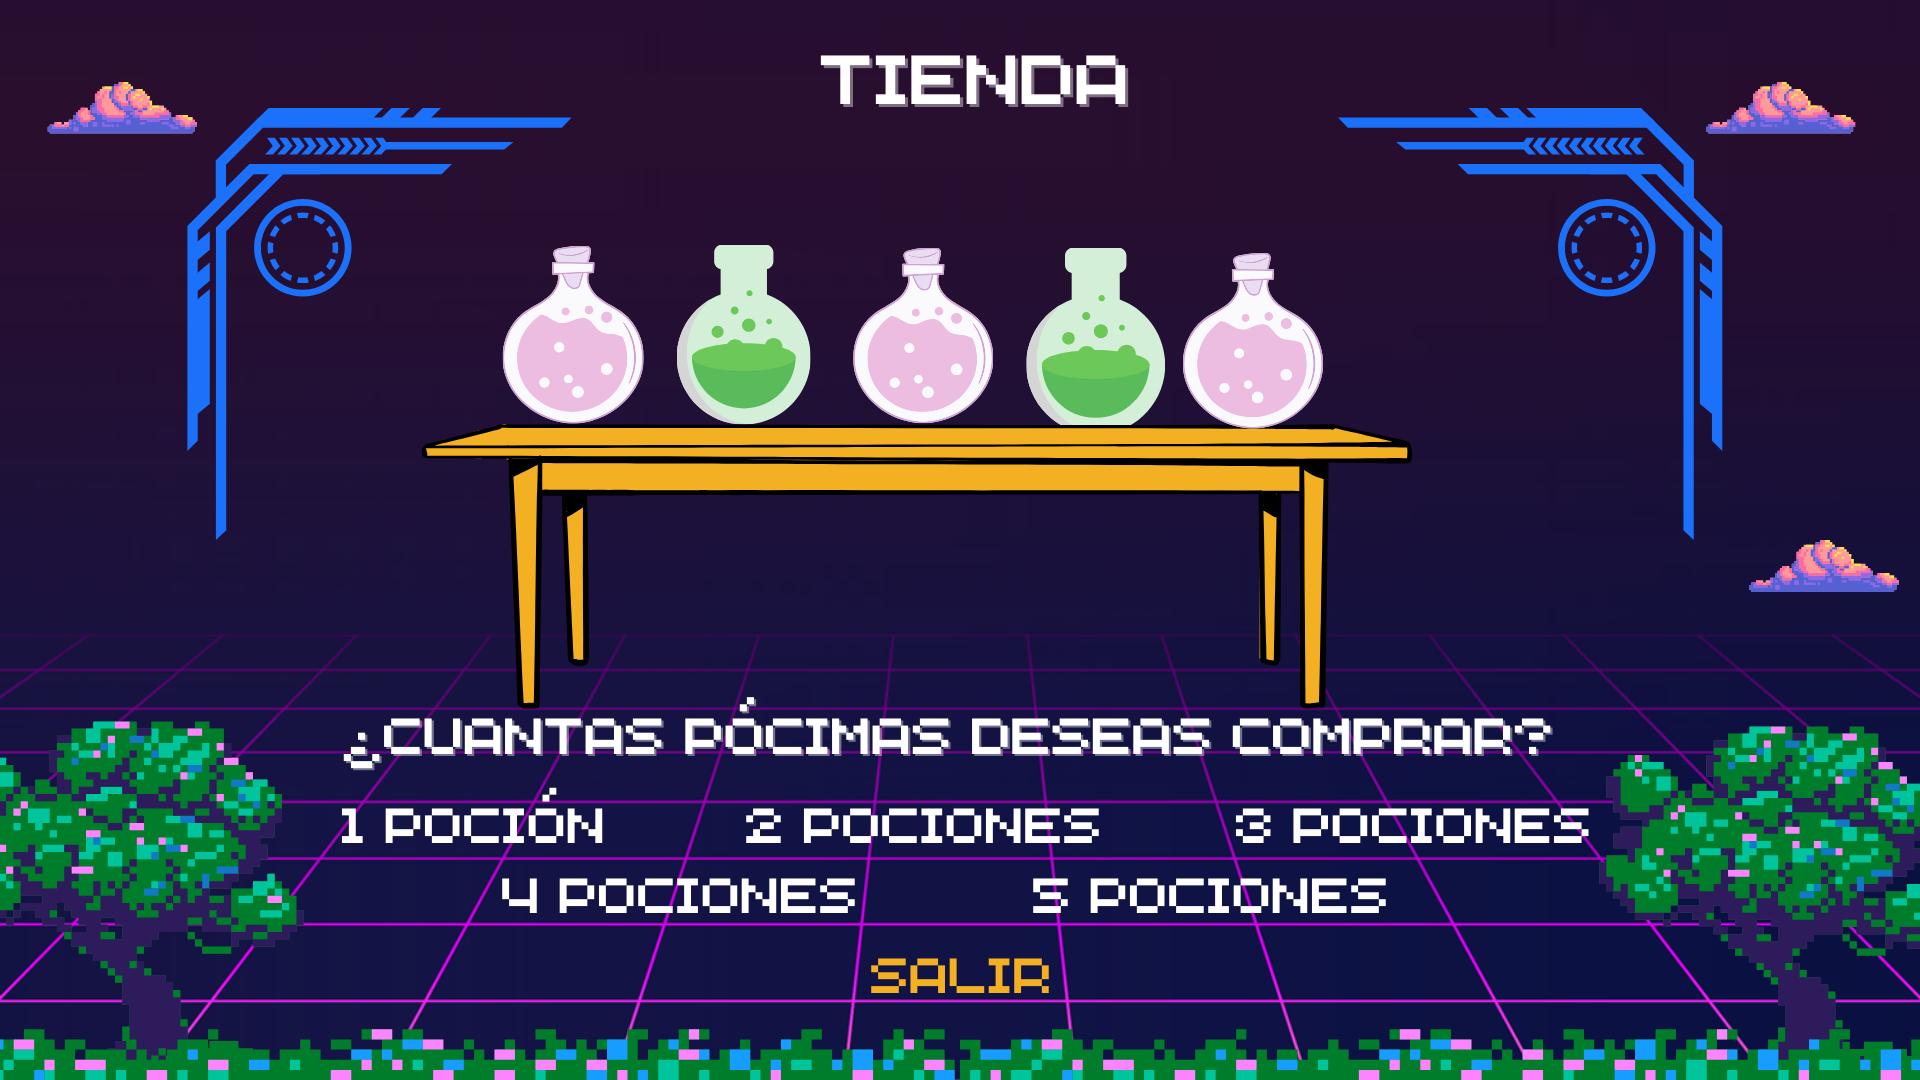 TIENDA
¿CUANTAS PÓCIMAS DESEAS COMPRAR?
1 POCIÓN 2 POCIONES 3 POCIONES
4 POCIONES 5 POCIONES
SALIR